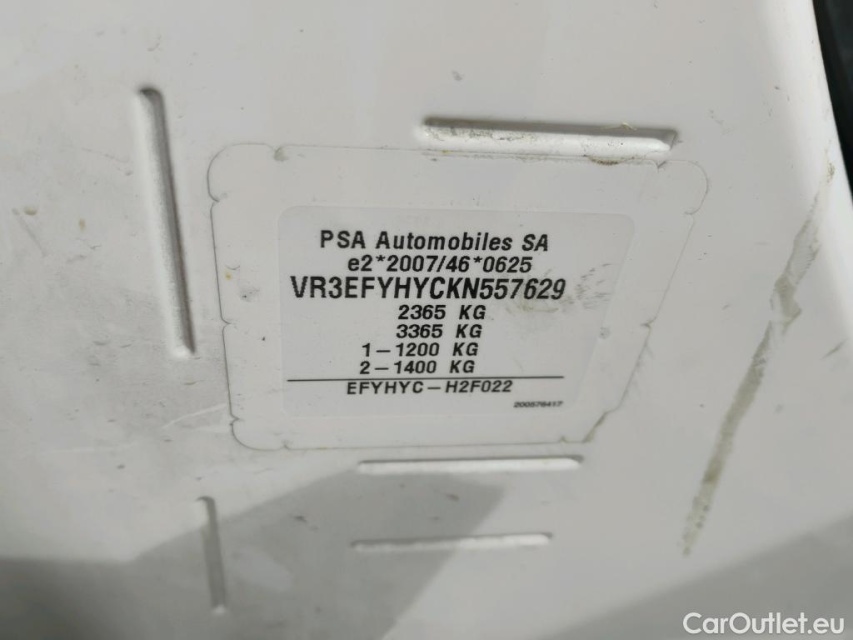 PSA Automobiles SA
e2*2007/46*0625
VR3EFYHYCKN557629
2365 KG
3365 KG
1-1200 KG
2-1400 KG
EFYHYC-H2F022
200576417
CarOutlet.eu